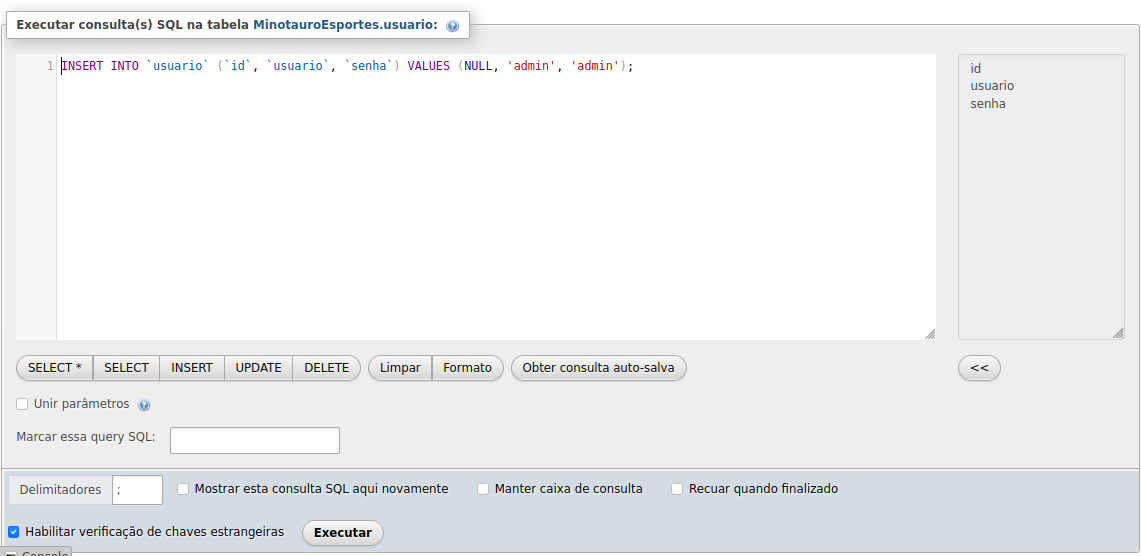 Executar consulta(s) SQL na tabela MinotauroEsportes.usuario:
1 INSERT INTO `usuario` (`id`, `usuario`, `senha`) VALUES (NULL, 'admin', 'admin');
id
usuario
senha
SELECT * SELECT INSERT UPDATE DELETE Limpar Formato Obter consulta auto-salva <<
Unir parâmetros
Marcar essa query SQL:
Delimitadores ; Mostrar esta consulta SQL aqui novamente Manter caixa de consulta Recuar quando finalizado
Habilitar verificação de chaves estrangeiras Executar
Console